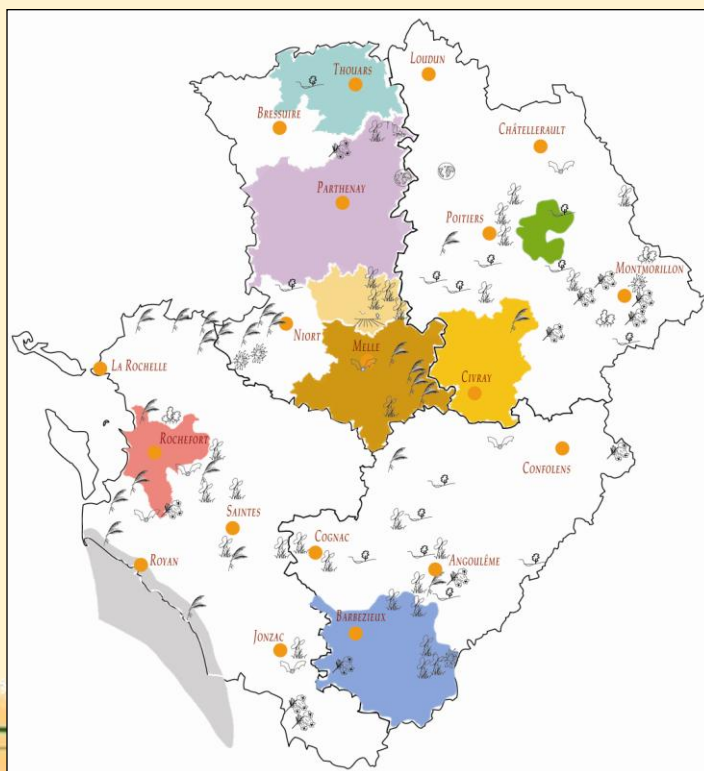 Loudun
Thouars
Bressuire
Châtellerault
Parthenay
Poitiers
Montmorillon
Niort
Melle
La Rochelle
Civray
Rochefort
Confolens
Saintes
Cognac
Angoulême
Royan
Barbezieux
Jonzac